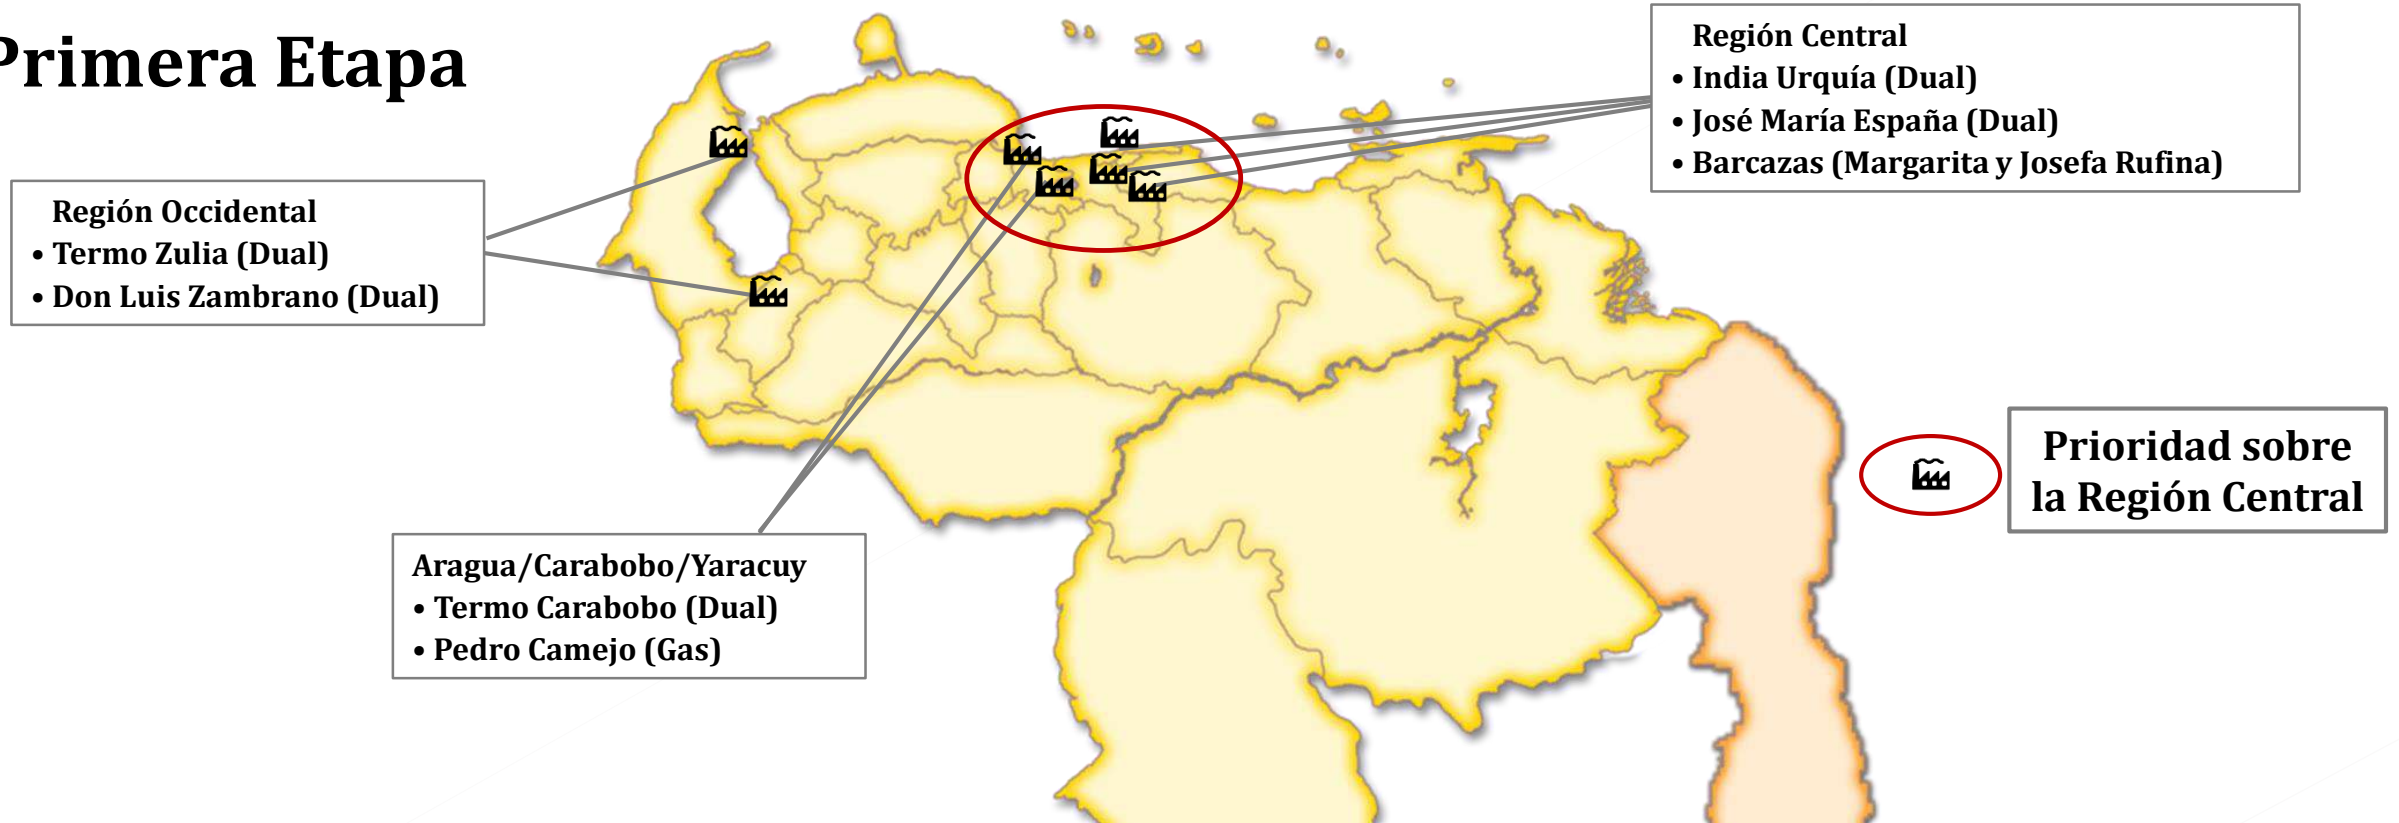 Primera Etapa
Región Central
• India Urquía (Dual)
• José María España (Dual)
• Barcazas (Margarita y Josefa Rufina)
Región Occidental
• Termo Zulia (Dual)
• Don Luis Zambrano (Dual)
Prioridad sobre
la Región Central
Aragua/Carabobo/Yaracuy
• Termo Carabobo (Dual)
• Pedro Camejo (Gas)